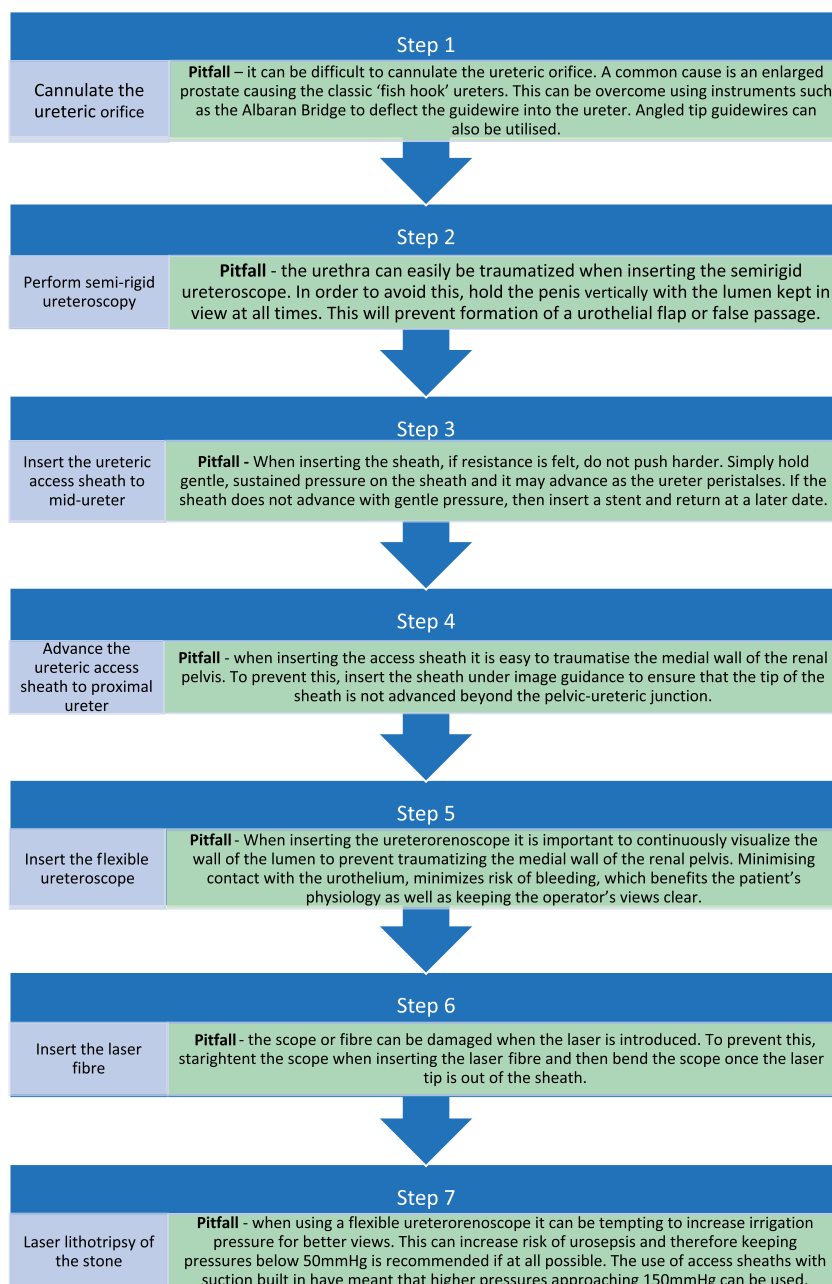 Step 1
Cannulate the
ureteric orifice
Pitfall – it can be difficult to cannulate the ureteric orifice. A common cause is an enlarged
prostate causing the classic ‘fish hook’ ureters. This can be overcome using instruments such
as the Albaran Bridge to deflect the guidewire into the ureter. Angled tip guidewires can
also be utilised.
Step 2
Perform semi-rigid
ureteroscopy
Pitfall - the urethra can easily be traumatized when inserting the semirigid
ureteroscope. In order to avoid this, hold the penis vertically with the lumen kept in
view at all times. This will prevent formation of a urothelial flap or false passage.
Step 3
Insert the ureteric
access sheath to
mid-ureter
Pitfall - When inserting the sheath, if resistance is felt, do not push harder. Simply hold
gentle, sustained pressure on the sheath and it may advance as the ureter peristalses. If the
sheath does not advance with gentle pressure, then insert a stent and return at a later date.
Step 4
Advance the
ureteric access
sheath to proximal
ureter
Pitfall - when inserting the access sheath it is easy to traumatise the medial wall of the renal
pelvis. To prevent this, insert the sheath under image guidance to ensure that the tip of the
sheath is not advanced beyond the pelvic-ureteric junction.
Step 5
Insert the flexible
ureteroscope
Pitfall - When inserting the ureterorenoscope it is important to continuously visualize the
wall of the lumen to prevent traumatizing the medial wall of the renal pelvis. Minimising
contact with the urothelium, minimizes risk of bleeding, which benefits the patient’s
physiology as well as keeping the operator’s views clear.
Step 6
Insert the laser
fibre
Pitfall - the scope or fibre can be damaged when the laser is introduced. To prevent this,
starightent the scope when inserting the laser fibre and then bend the scope once the laser
tip is out of the sheath.
Step 7
Laser lithotripsy of
the stone
Pitfall - when using a flexible ureterorenoscope it can be tempting to increase irrigation
pressure for better views. This can increase risk of urosepsis and therefore keeping
pressures below 50mmHg is recommended if at all possible. The use of access sheaths with
suction built in have meant that higher pressures approaching 150mmHg can be used.